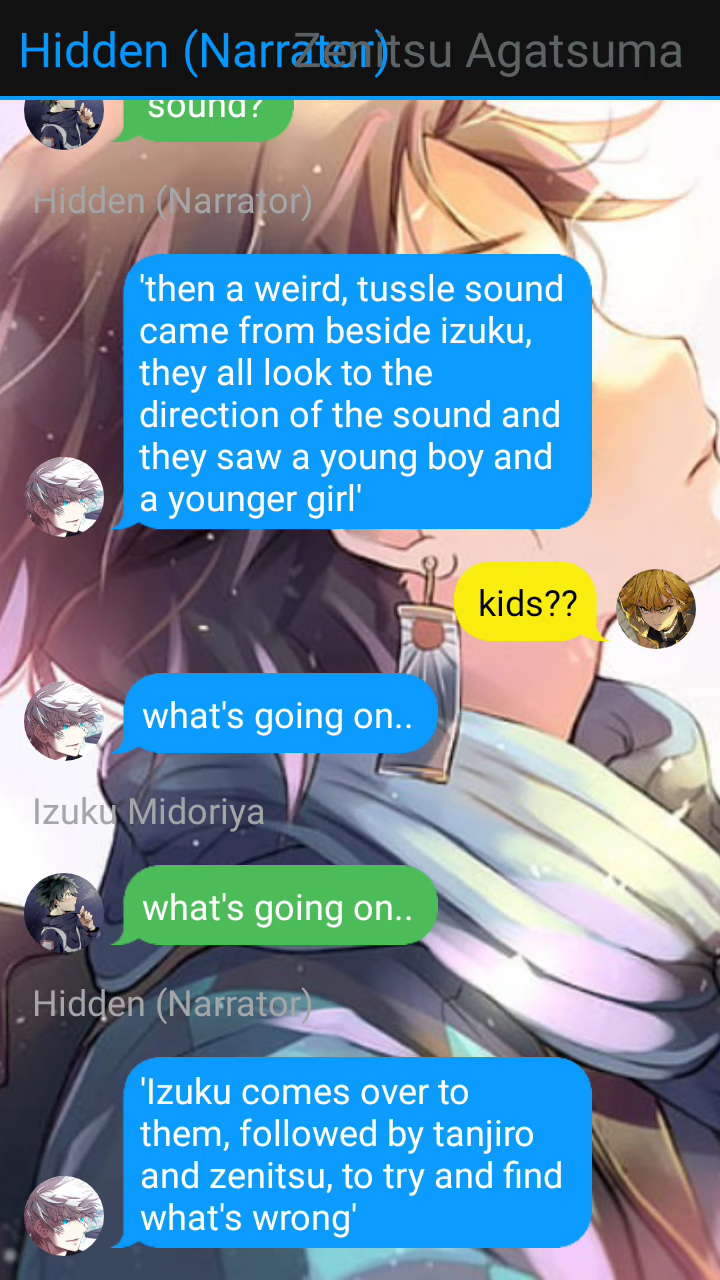 Hidden (Narrator)
Zenitsu Agatsuma
sound?
Hidden (Narrator)
'then a weird, tussle sound
came from beside izuku,
they all look to the
direction of the sound and
they saw a young boy and
a younger girl'
kids??
what's going on..
Izuku Midoriya
what's going on..
Hidden (Narrator)
'Izuku comes over to
them, followed by tanjiro
and zenitsu, to try and find
what's wrong'